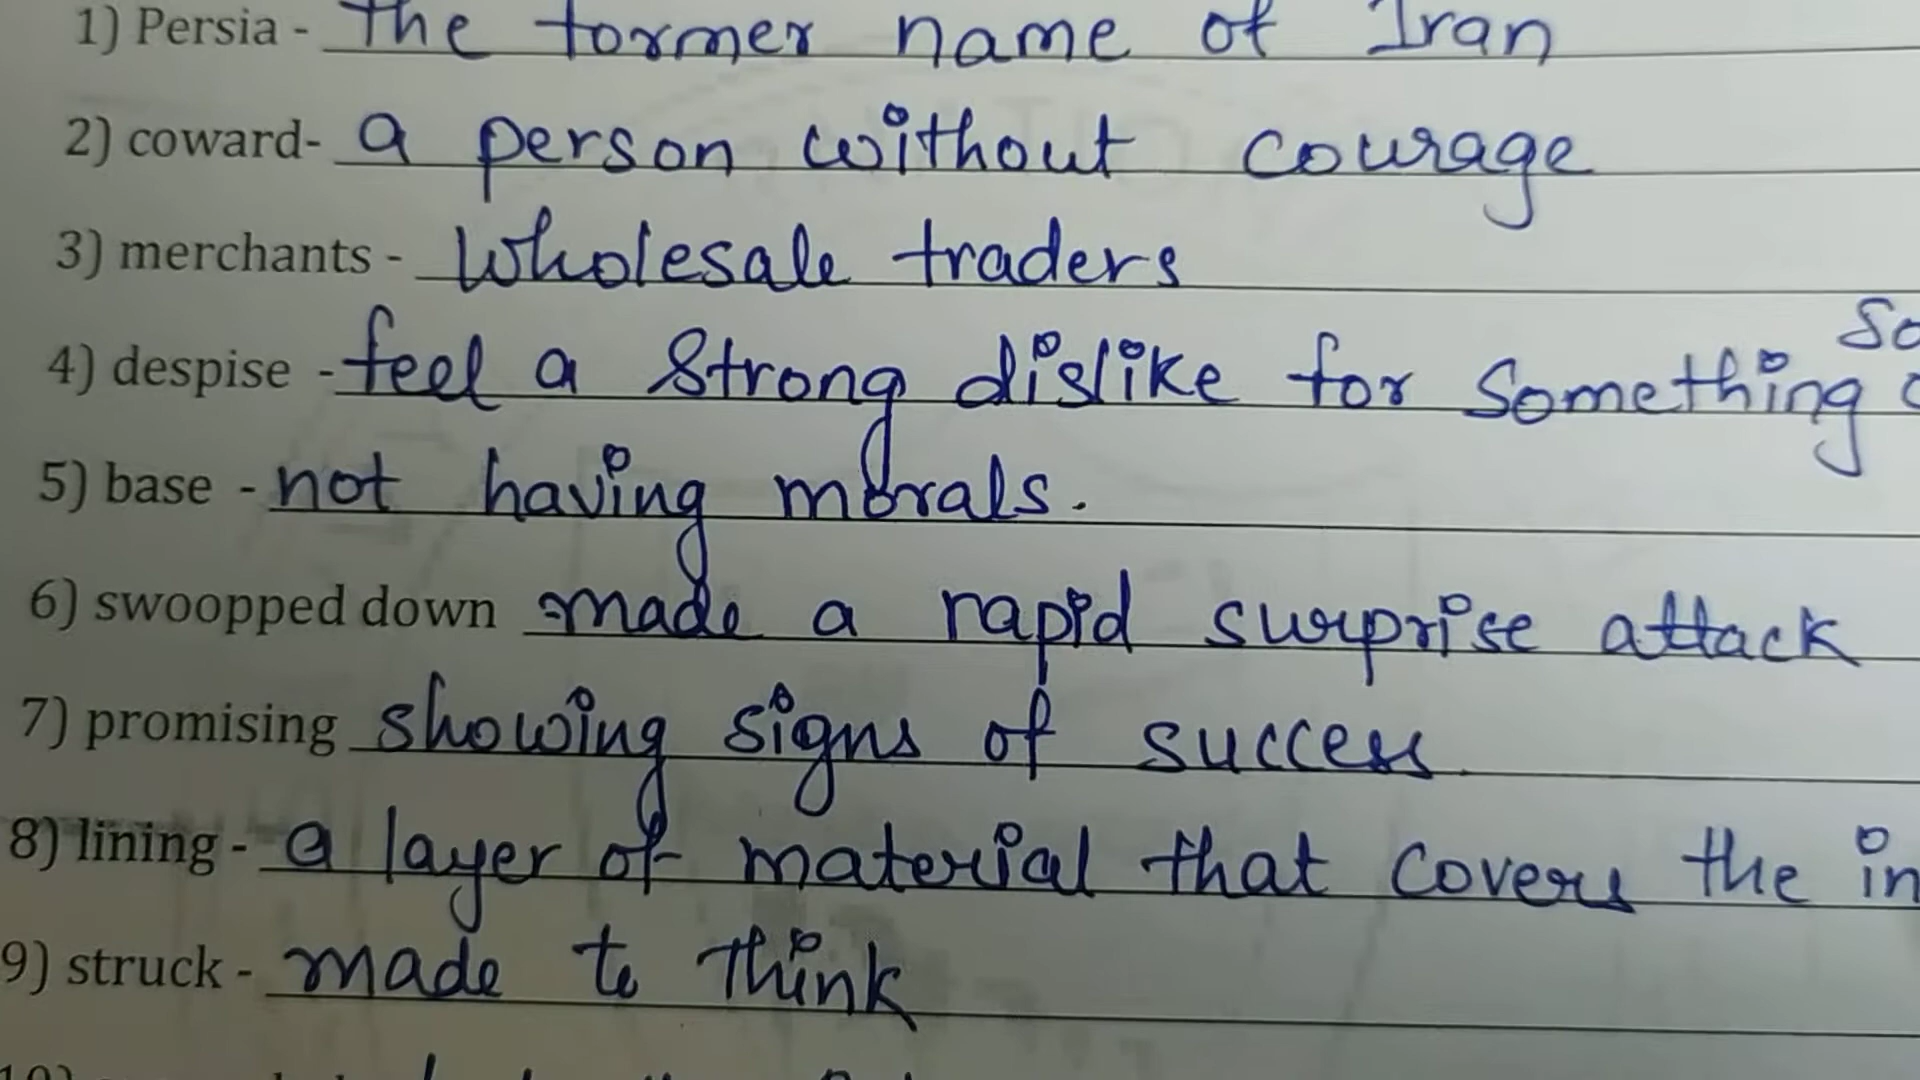 1) Persia - the former name of Iran
2) coward- a person without courage
3) merchants - Wholesale traders
So
4) despise - feel a strong dislike for something
5) base - not having morals.
6) swoopped down - made a rapid surprise attack
7) promising showing signs of success
8) lining - a layer of material that covers the in
9) struck - made to think